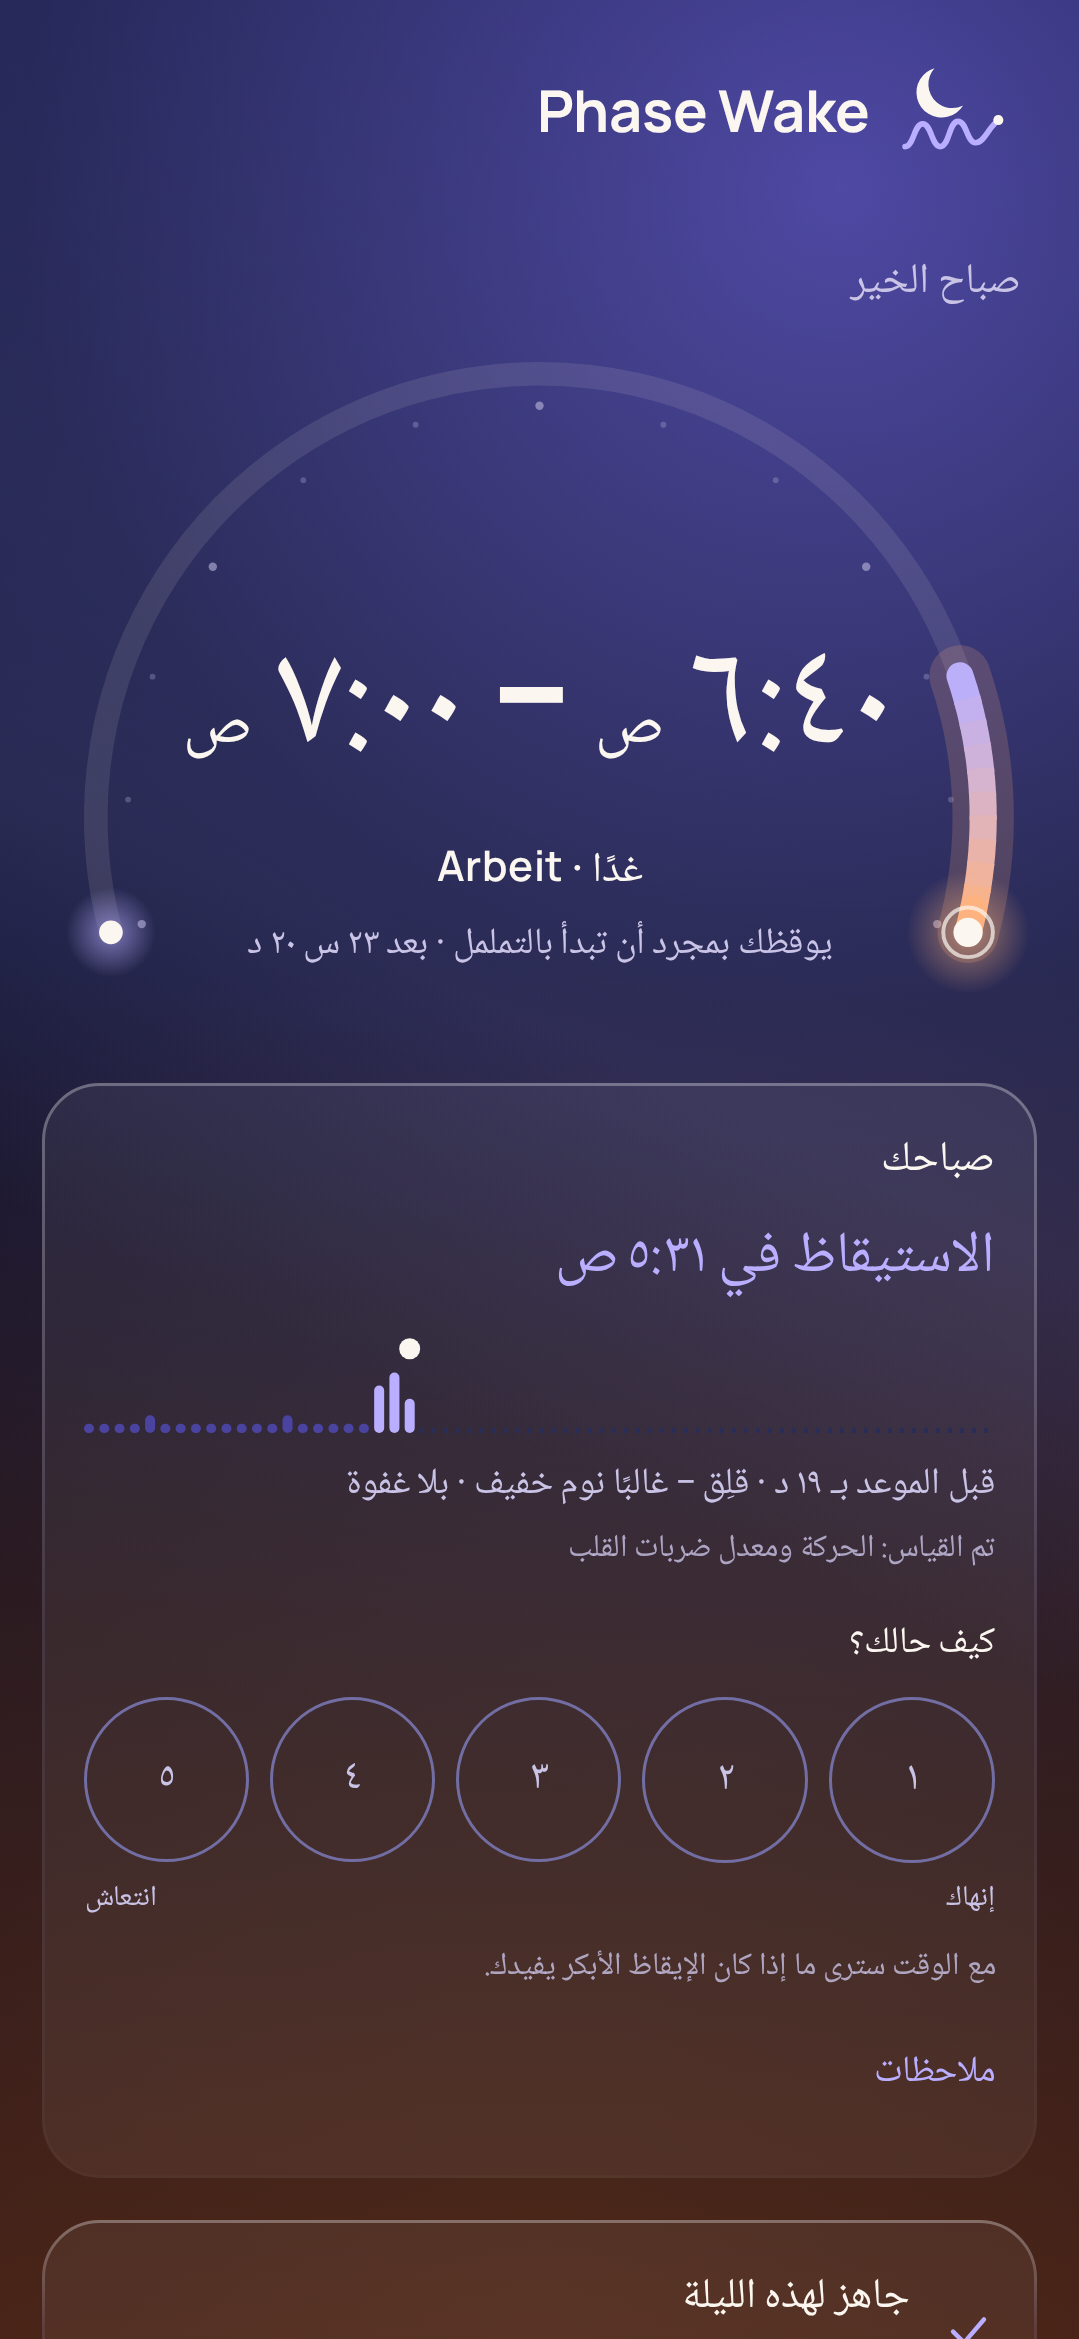 Phase Wake
صباح الخير
٦:٤٠ ص – ٧:٠٠ ص
غدًا · Arbeit
يوقظك بمجرد أن تبدأ بالتململ · بعد ٢٣ س ٢٠ د
صباحك
الاستيقاظ في ٥:٣١ ص
قبل الموعد بـ ١٩ د · قلِق – غالبًا نوم خفيف · بلا غفوة
تم القياس: الحركة ومعدل ضربات القلب
كيف حالك؟
١ ٢ ٣ ٤ ٥
إنهاك انتعاش
مع الوقت سترى ما إذا كان الإيقاظ الأبكر يفيدك.
ملاحظات
جاهز لهذه الليلة